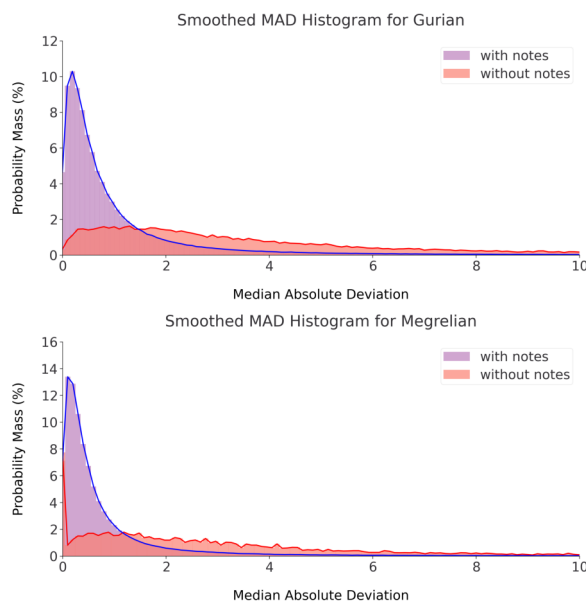 Smoothed MAD Histogram for Gurian
12
10
8
6
4
2
0
Probability Mass (%)
with notes
without notes
0 2 4 6 8 10
Median Absolute Deviation
Smoothed MAD Histogram for Megrelian
16
14
12
10
8
6
4
2
0
Probability Mass (%)
with notes
without notes
0 2 4 6 8 10
Median Absolute Deviation